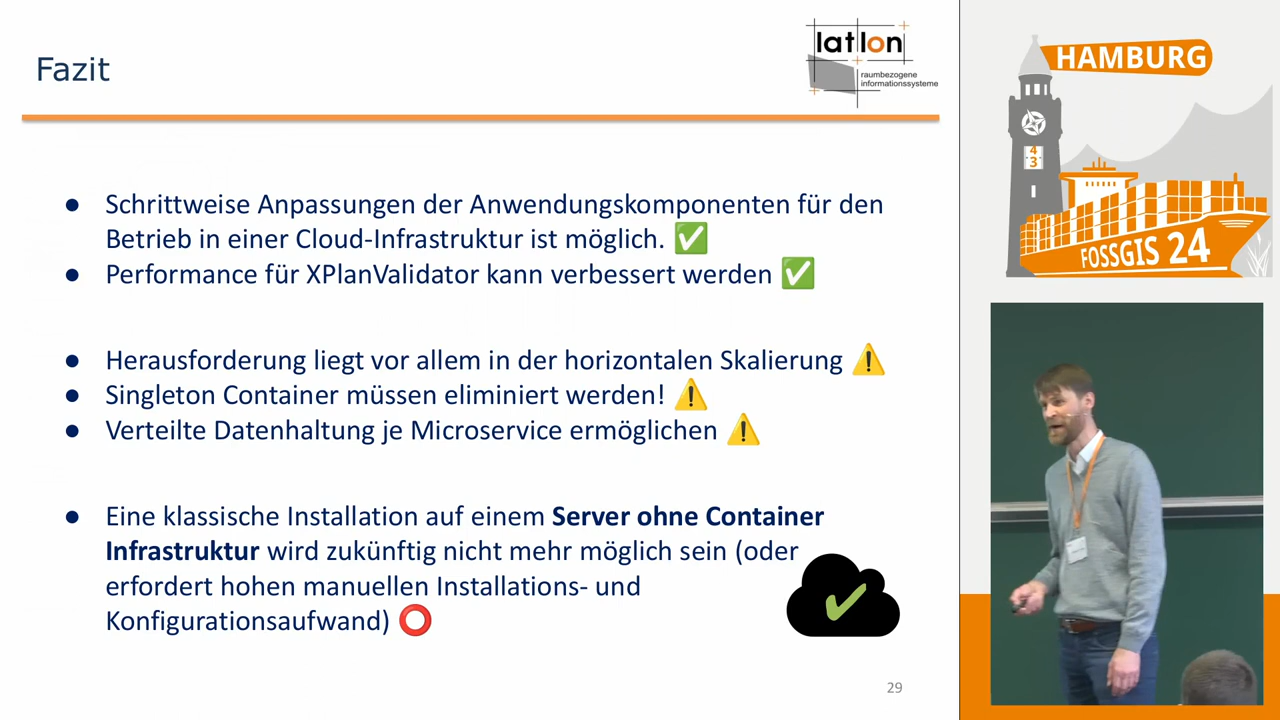 Fazit
lat lon
raumbezogene
informationssysteme
● Schrittweise Anpassungen der Anwendungskomponenten für den
Betrieb in einer Cloud-Infrastruktur ist möglich. ✅
● Performance für XPlanValidator kann verbessert werden ✅
● Herausforderung liegt vor allem in der horizontalen Skalierung ⚠️
● Singleton Container müssen eliminiert werden! ⚠️
● Verteilte Datenhaltung je Microservice ermöglichen ⚠️
● Eine klassische Installation auf einem Server ohne Container
Infrastruktur wird zukünftig nicht mehr möglich sein (oder
erfordert hohen manuellen Installations- und
Konfigurationsaufwand) ⭕
29
HAMBURG
4
3
FOSSGIS 24